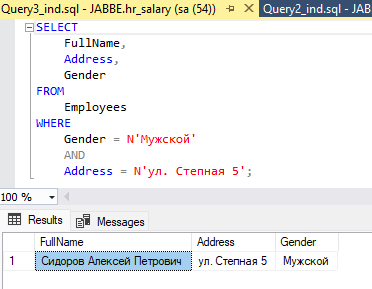 Query3_ind.sql - JABBE.hr_salary (sa (54)) Query2_ind.sql - JAB
SELECT
FullName,
Address,
Gender
FROM
Employees
WHERE
Gender = N'Мужской'
AND
Address = N'ул. Степная 5';
100 %
Results Messages
FullName Address Gender
1 Сидоров Алексей Петрович ул. Степная 5 Мужской